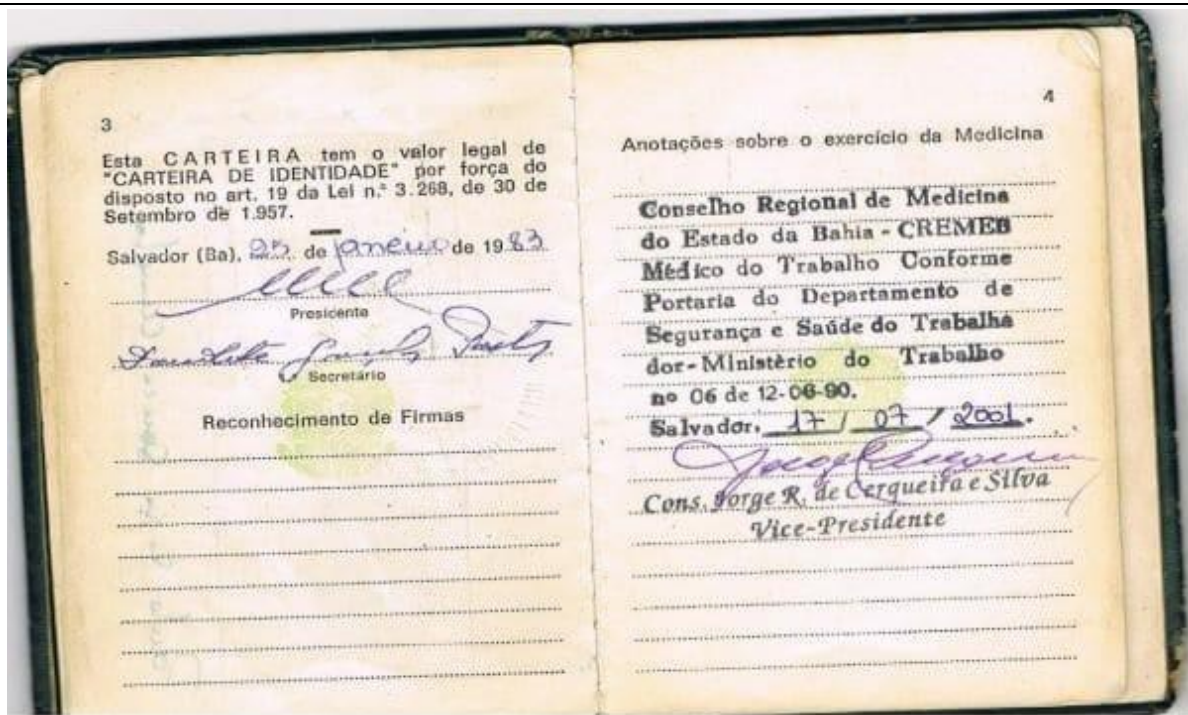 3
Esta CARTEIRA tem o valor legal de
"CARTEIRA DE IDENTIDADE" por força do
disposto no art. 19 da Lei n.º 3.268, de 30 de
Setembro de 1.957.
Salvador (Ba), 25 de janeiro de 1983
Presidente
Secretário
Reconhecimento de Firmas
4
Anotações sobre o exercício da Medicina
Conselho Regional de Medicina
do Estado da Bahia - CREMEB
Médico do Trabalho Conforme
Portaria do Departamento de
Segurança e Saúde do Trabalha
dor - Ministério do Trabalho
nº 06 de 12-06-90.
Salvador, 17 / 07 / 2001.
Cons. Jorge R. de Cerqueira e Silva
Vice-Presidente